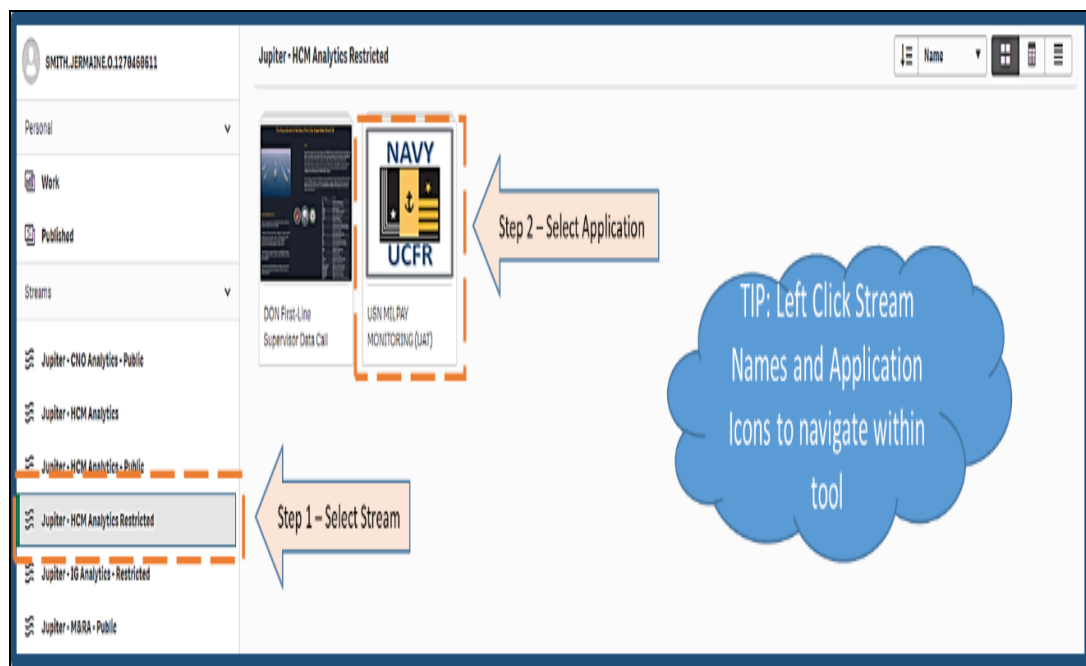 SMITH.JERMAINE.O.1270460611
Personal
Work
Published
Streams
Jupiter - CNO Analytics - Public
Jupiter - HCM Analytics
Jupiter - HCM Analytics - Public
Jupiter - HCM Analytics Restricted
Jupiter - IG Analytics - Restricted
Jupiter - M&RA - Public
Jupiter - HCM Analytics Restricted
Name
NAVY
UCFR
DON First-Line
Supervisor Data Call
USN MILPAY
MONITORING (UAT)
Step 2 – Select Application
Step 1 – Select Stream
TIP: Left Click Stream
Names and Application
Icons to navigate within
tool